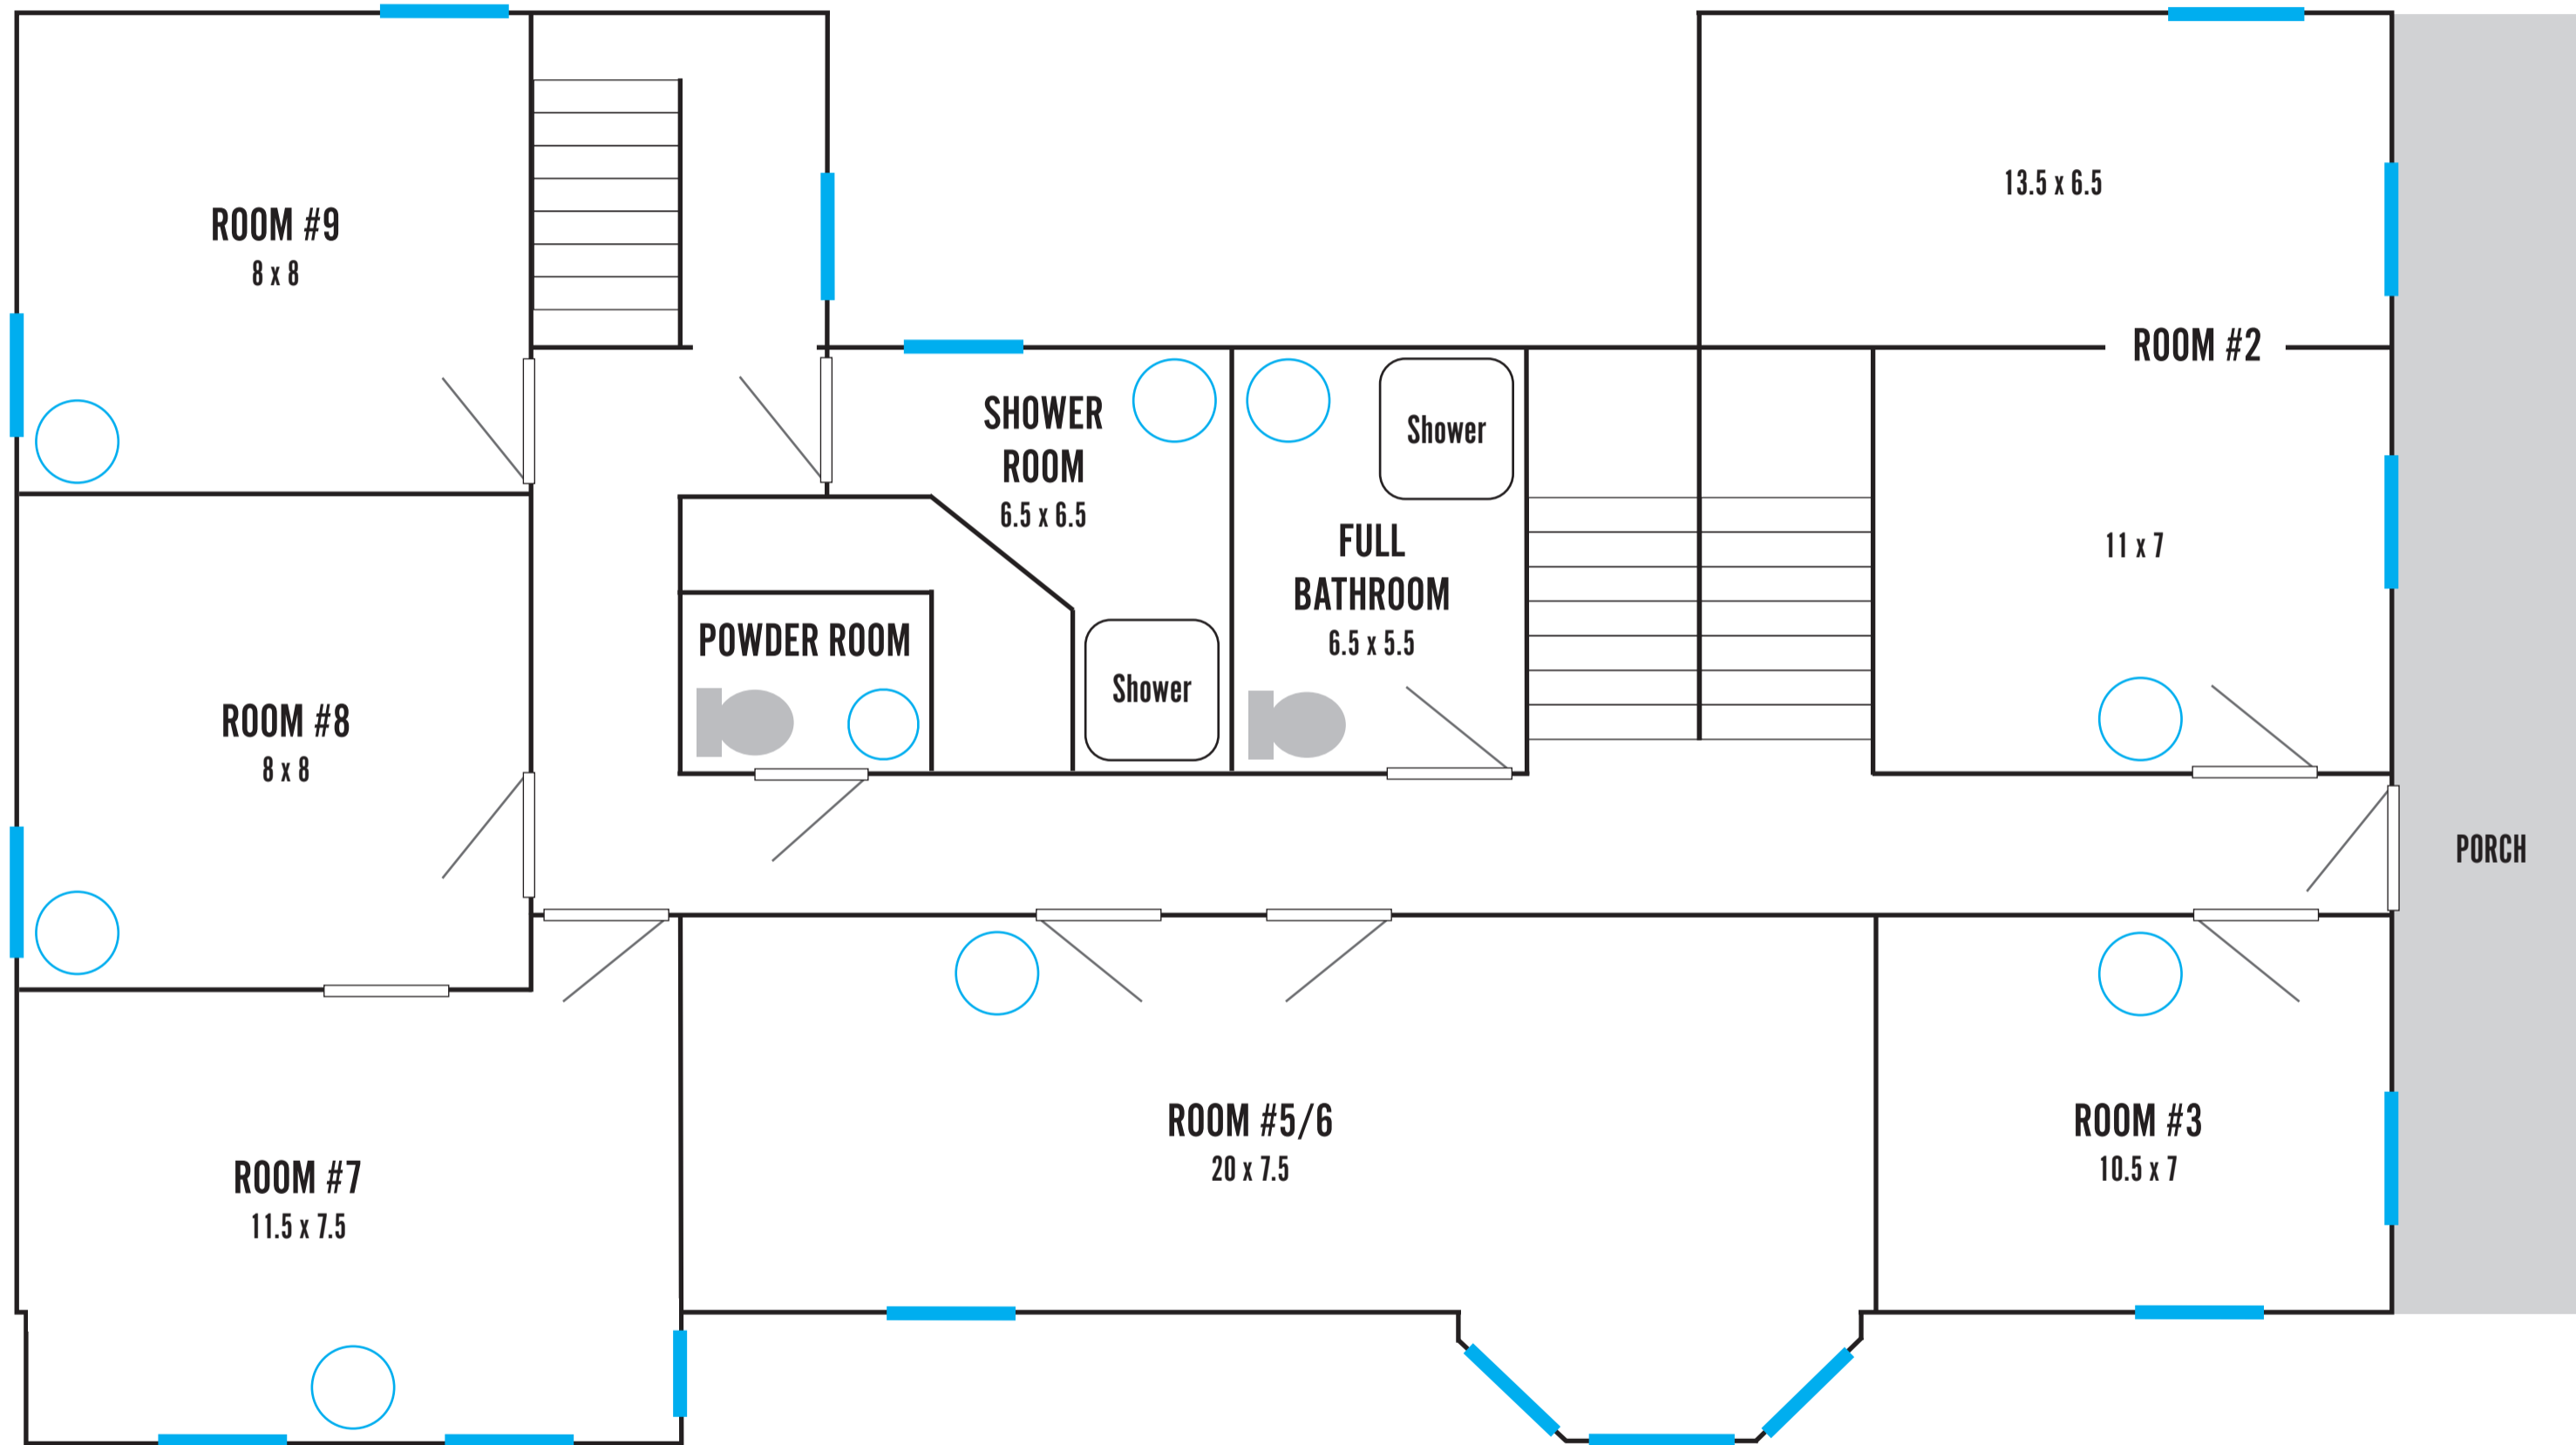 ROOM #9
8 x 8
13.5 x 6.5
ROOM #2
11 x 7
SHOWER
ROOM
6.5 x 6.5
Shower
FULL
BATHROOM
6.5 x 5.5
POWDER ROOM
Shower
ROOM #8
8 x 8
PORCH
ROOM #7
11.5 x 7.5
ROOM #5/6
20 x 7.5
ROOM #3
10.5 x 7